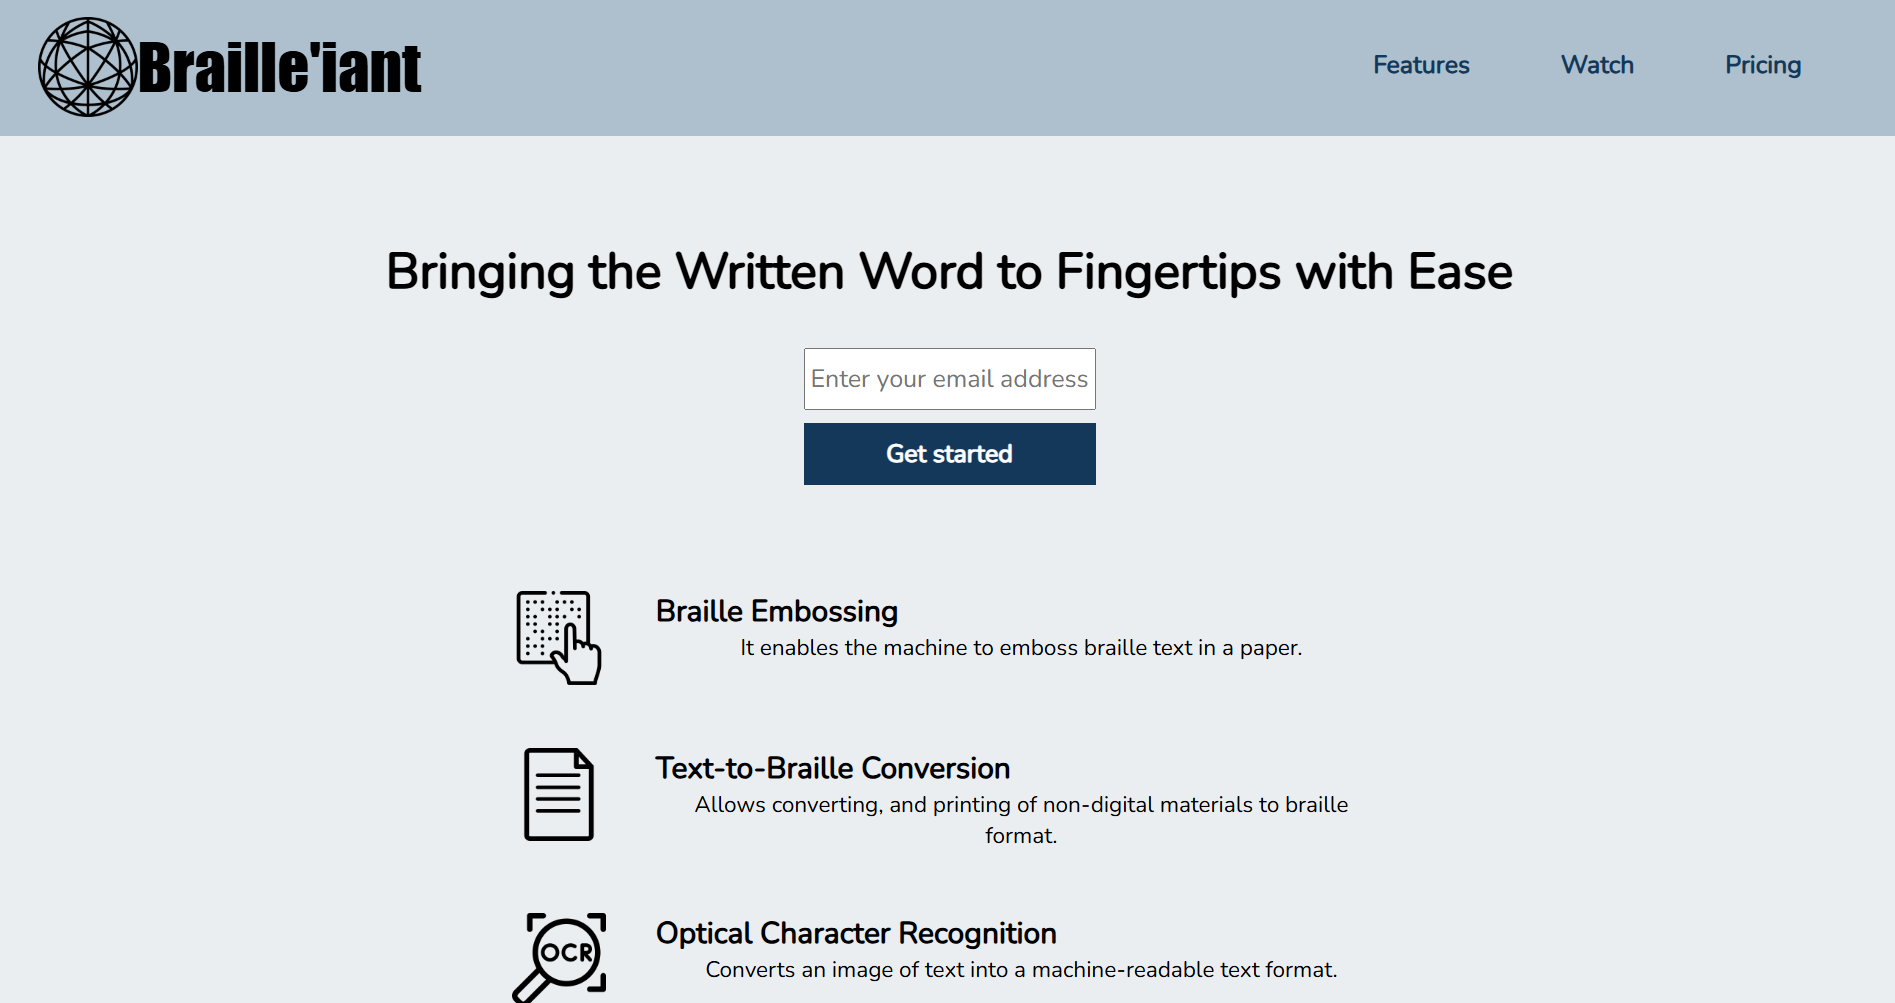 Braille'iant
Features
Watch
Pricing
Bringing the Written Word to Fingertips with Ease
Enter your email address
Get started
Braille Embossing
It enables the machine to emboss braille text in a paper.
Text-to-Braille Conversion
Allows converting, and printing of non-digital materials to braille
format.
OCR
Optical Character Recognition
Converts an image of text into a machine-readable text format.